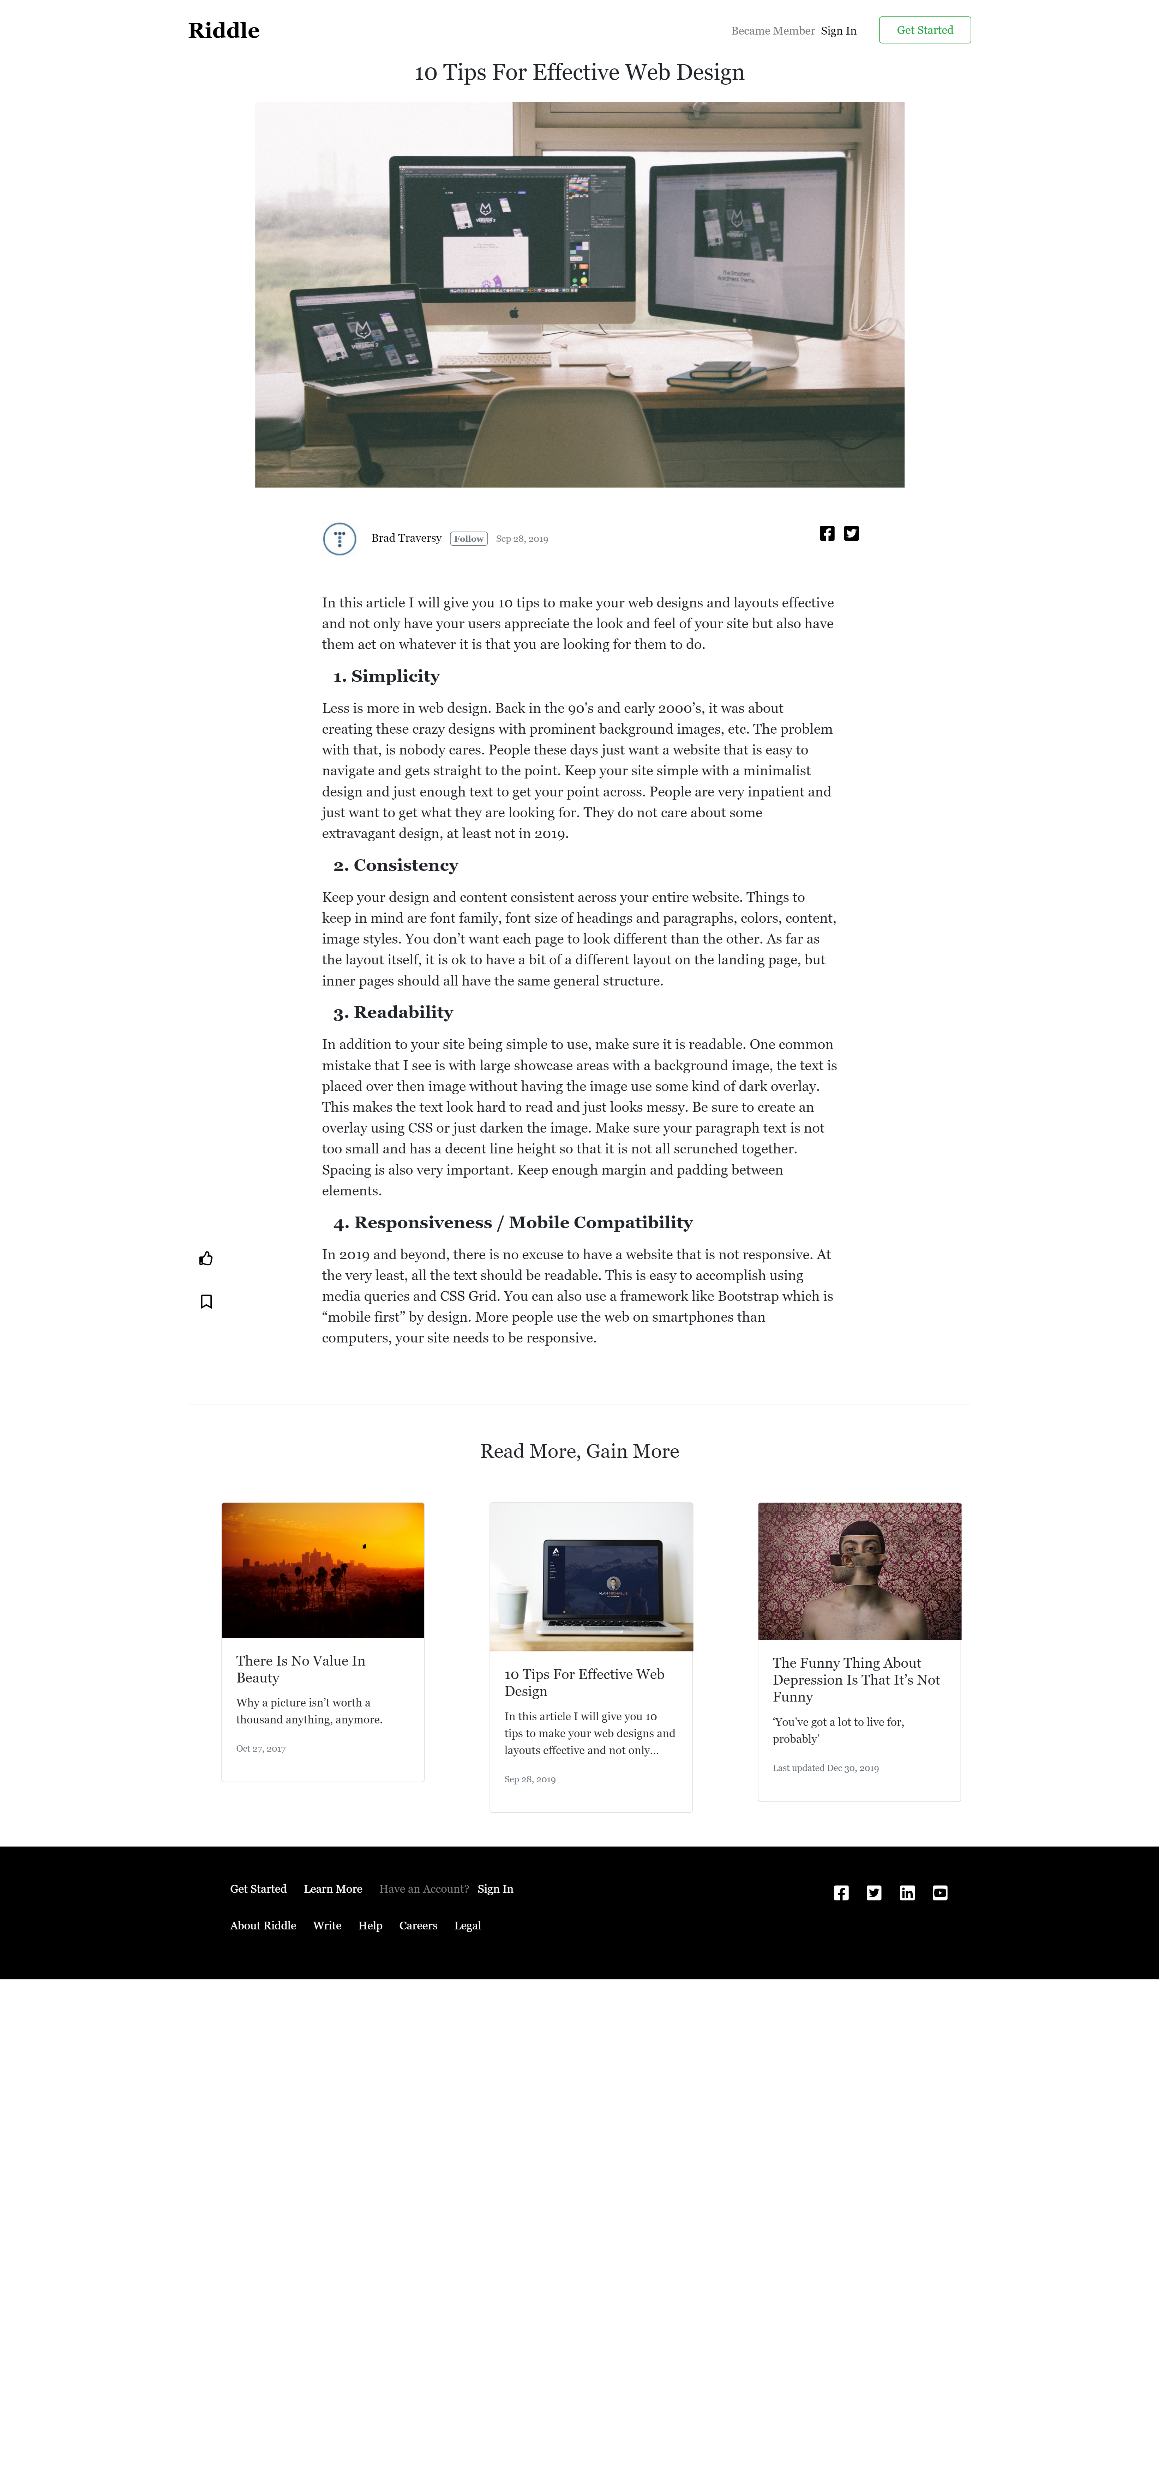 Riddle
Became Member Sign In Get Started
10 Tips For Effective Web Design
Brad Traversy Follow Sep 28, 2019
In this article I will give you 10 tips to make your web designs and layouts effective
and not only have your users appreciate the look and feel of your site but also have
them act on whatever it is that you are looking for them to do.
1. Simplicity
Less is more in web design. Back in the 90's and early 2000’s, it was about
creating these crazy designs with prominent background images, etc. The problem
with that, is nobody cares. People these days just want a website that is easy to
navigate and gets straight to the point. Keep your site simple with a minimalist
design and just enough text to get your point across. People are very inpatient and
just want to get what they are looking for. They do not care about some
extravagant design, at least not in 2019.
2. Consistency
Keep your design and content consistent across your entire website. Things to
keep in mind are font family, font size of headings and paragraphs, colors, content,
image styles. You don’t want each page to look different than the other. As far as
the layout itself, it is ok to have a bit of a different layout on the landing page, but
inner pages should all have the same general structure.
3. Readability
In addition to your site being simple to use, make sure it is readable. One common
mistake that I see is with large showcase areas with a background image, the text is
placed over then image without having the image use some kind of dark overlay.
This makes the text look hard to read and just looks messy. Be sure to create an
overlay using CSS or just darken the image. Make sure your paragraph text is not
too small and has a decent line height so that it is not all scrunched together.
Spacing is also very important. Keep enough margin and padding between
elements.
4. Responsiveness / Mobile Compatibility
In 2019 and beyond, there is no excuse to have a website that is not responsive. At
the very least, all the text should be readable. This is easy to accomplish using
media queries and CSS Grid. You can also use a framework like Bootstrap which is
“mobile first” by design. More people use the web on smartphones than
computers, your site needs to be responsive.
Read More, Gain More
There Is No Value In
Beauty
Why a picture isn’t worth a
thousand anything, anymore.
Oct 27, 2017
10 Tips For Effective Web
Design
In this article I will give you 10
tips to make your web designs and
layouts effective and not only...
Sep 28, 2019
The Funny Thing About
Depression Is That It’s Not
Funny
‘You’ve got a lot to live for,
probably’
Last updated Dec 30, 2019
Get Started Learn More Have an Account? Sign In
About Riddle Write Help Careers Legal